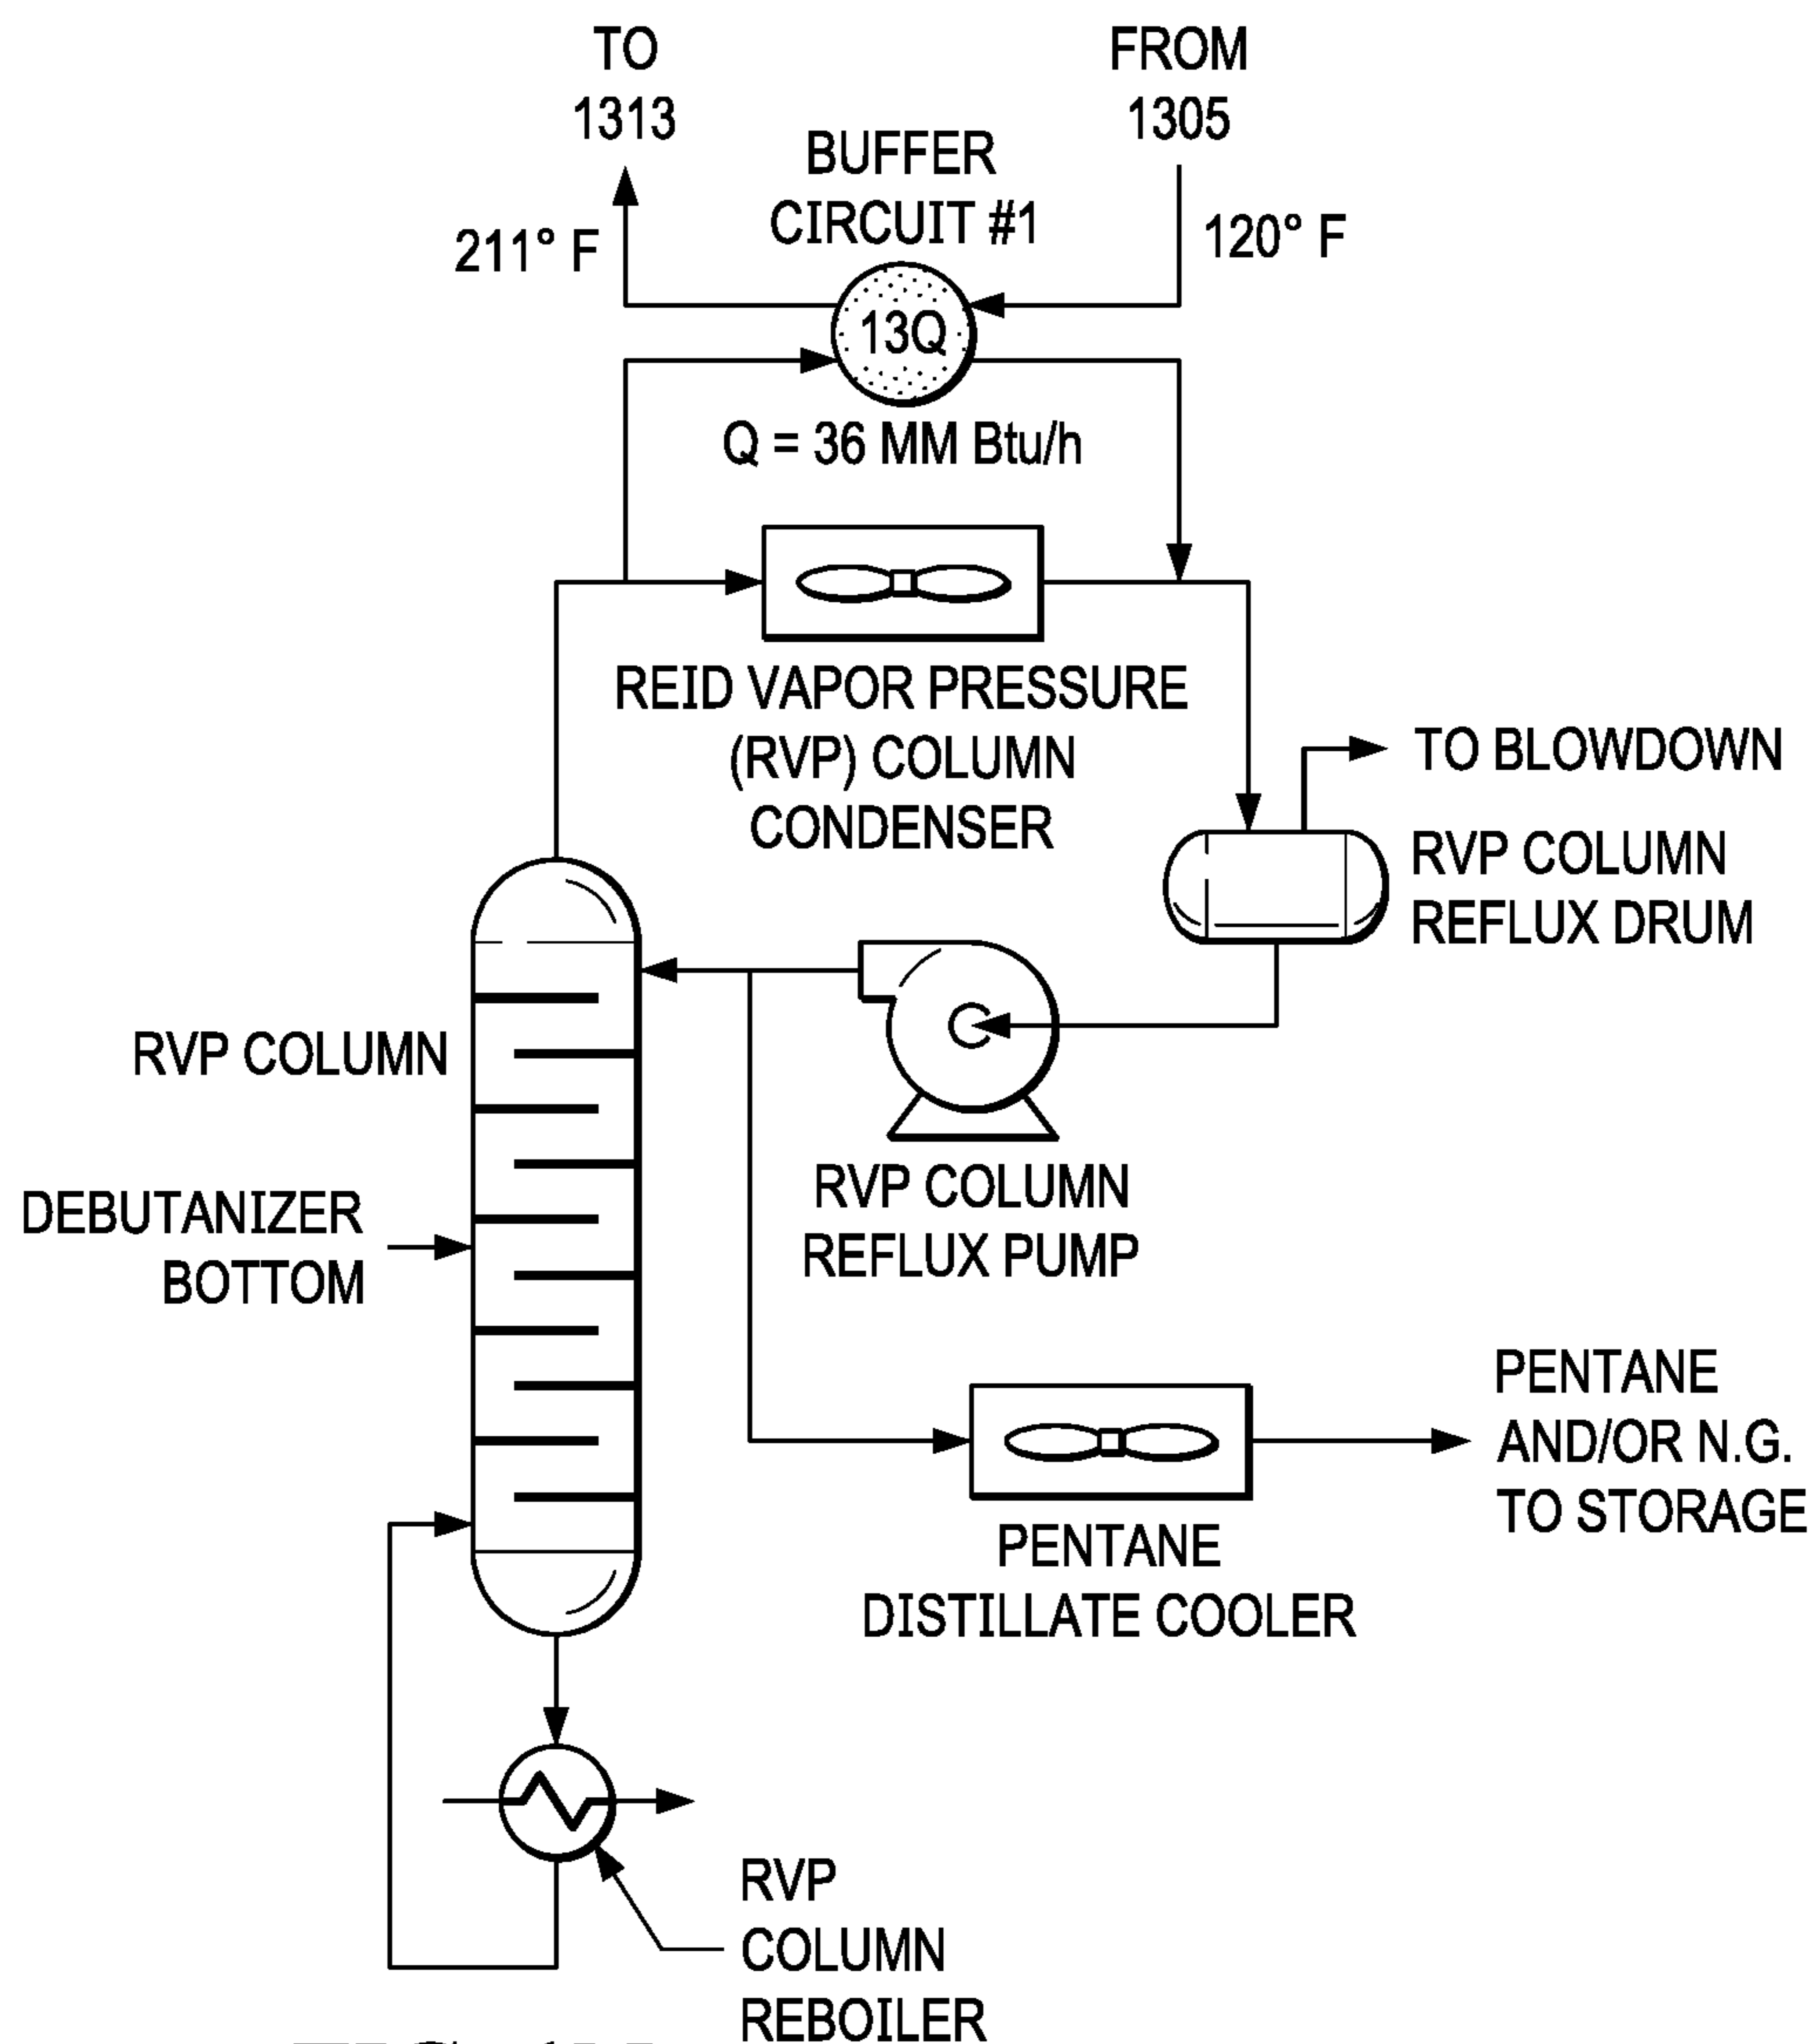 TO
1313
FROM
1305
BUFFER
CIRCUIT #1
211° F
120° F
13Q
Q = 36 MM Btu/h
REID VAPOR PRESSURE
(RVP) COLUMN
CONDENSER
TO BLOWDOWN
RVP COLUMN
REFLUX DRUM
RVP COLUMN
RVP COLUMN
REFLUX PUMP
DEBUTANIZER
BOTTOM
PENTANE
AND/OR N.G.
TO STORAGE
PENTANE
DISTILLATE COOLER
RVP
COLUMN
REBOILER